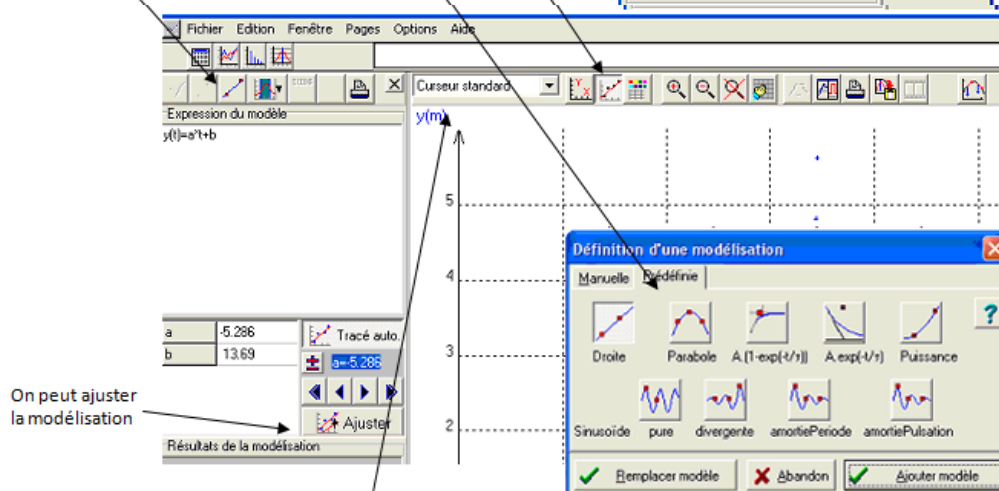 Fichier Edition Fenêtre Pages Options Aide
Curseur standard
Expression du modèle
y(t)=a*t+b
y(m)
5
4
3
2
a -5.286
b 13.69
Tracé auto.
a=-5.286
Ajuster
Résultats de la modélisation
On peut ajuster
la modélisation
Définition d'une modélisation
Manuelle Prédéfinie
Droite Parabole A.(1-exp(-t/τ)) A.exp(-t/τ) Puissance
?
Sinusoïde pure divergente amortiePeriode amortiePulsation
Remplacer modèle Abandon Ajouter modèle